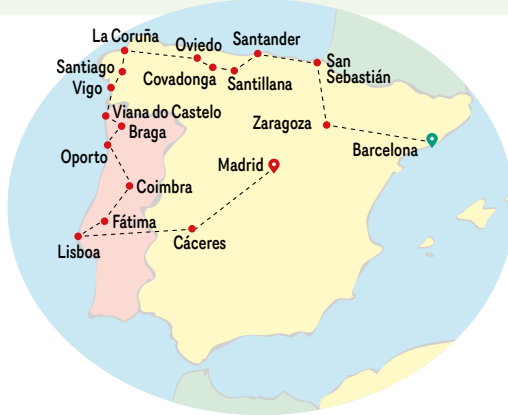 La Coruña
Oviedo
Santander
Santiago
Covadonga
Santillana
San
Sebastián
Vigo
Viana do Castelo
Braga
Zaragoza
Barcelona
Oporto
Madrid
Coimbra
Fátima
Lisboa
Cáceres